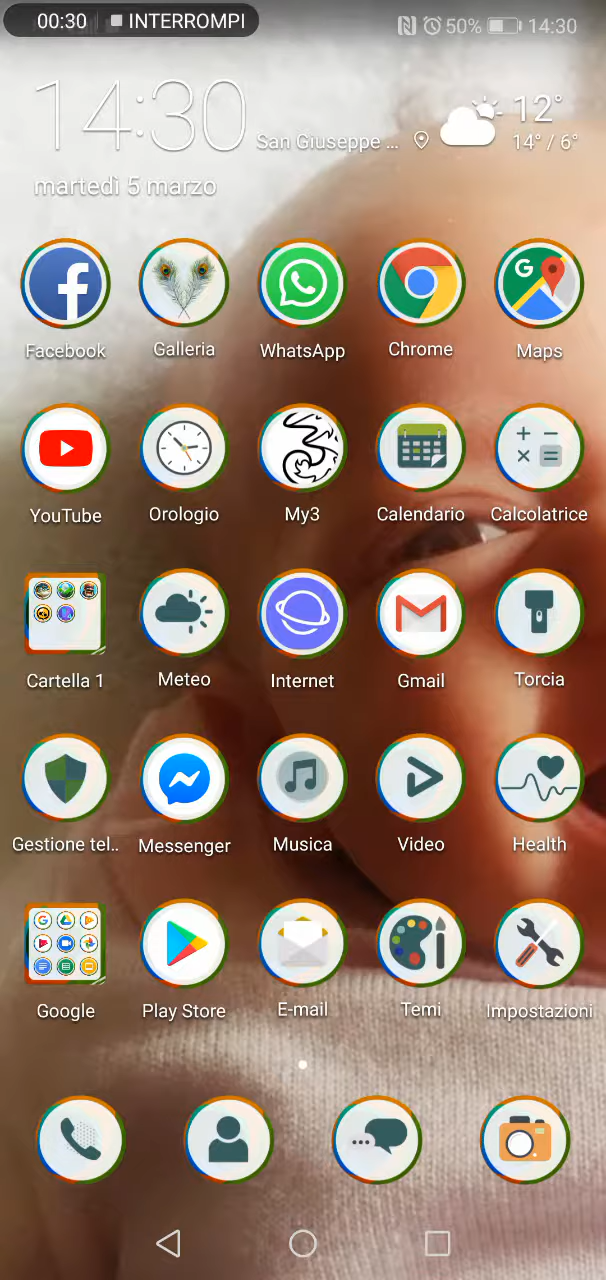 00:30 INTERROMPI 50% 14:30
14:30 San Giuseppe ... 12°
14° / 6°
martedì 5 marzo
Facebook Galleria WhatsApp Chrome Maps
YouTube Orologio My3 Calendario Calcolatrice
Cartella 1 Meteo Internet Gmail Torcia
Gestione tel.. Messenger Musica Video Health
Google Play Store E-mail Temi Impostazioni